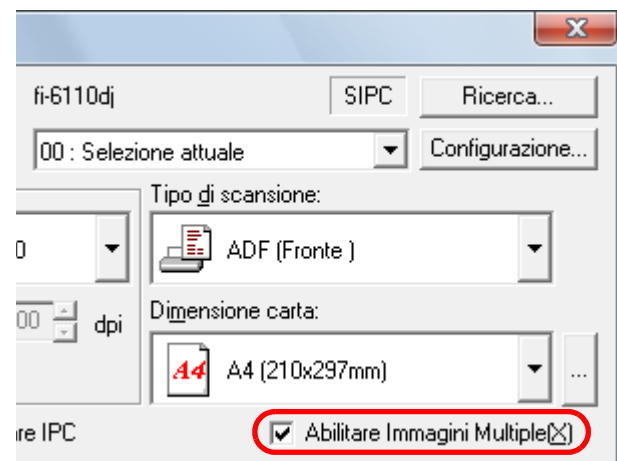 fi-6110dj SIPC Ricerca...
00 : Selezione attuale Configurazione...
Tipo di scansione:
0 ADF (Fronte )
00 dpi Dimensione carta:
A4 A4 (210x297mm) ...
re IPC Abilitare Immagini Multiple(X)